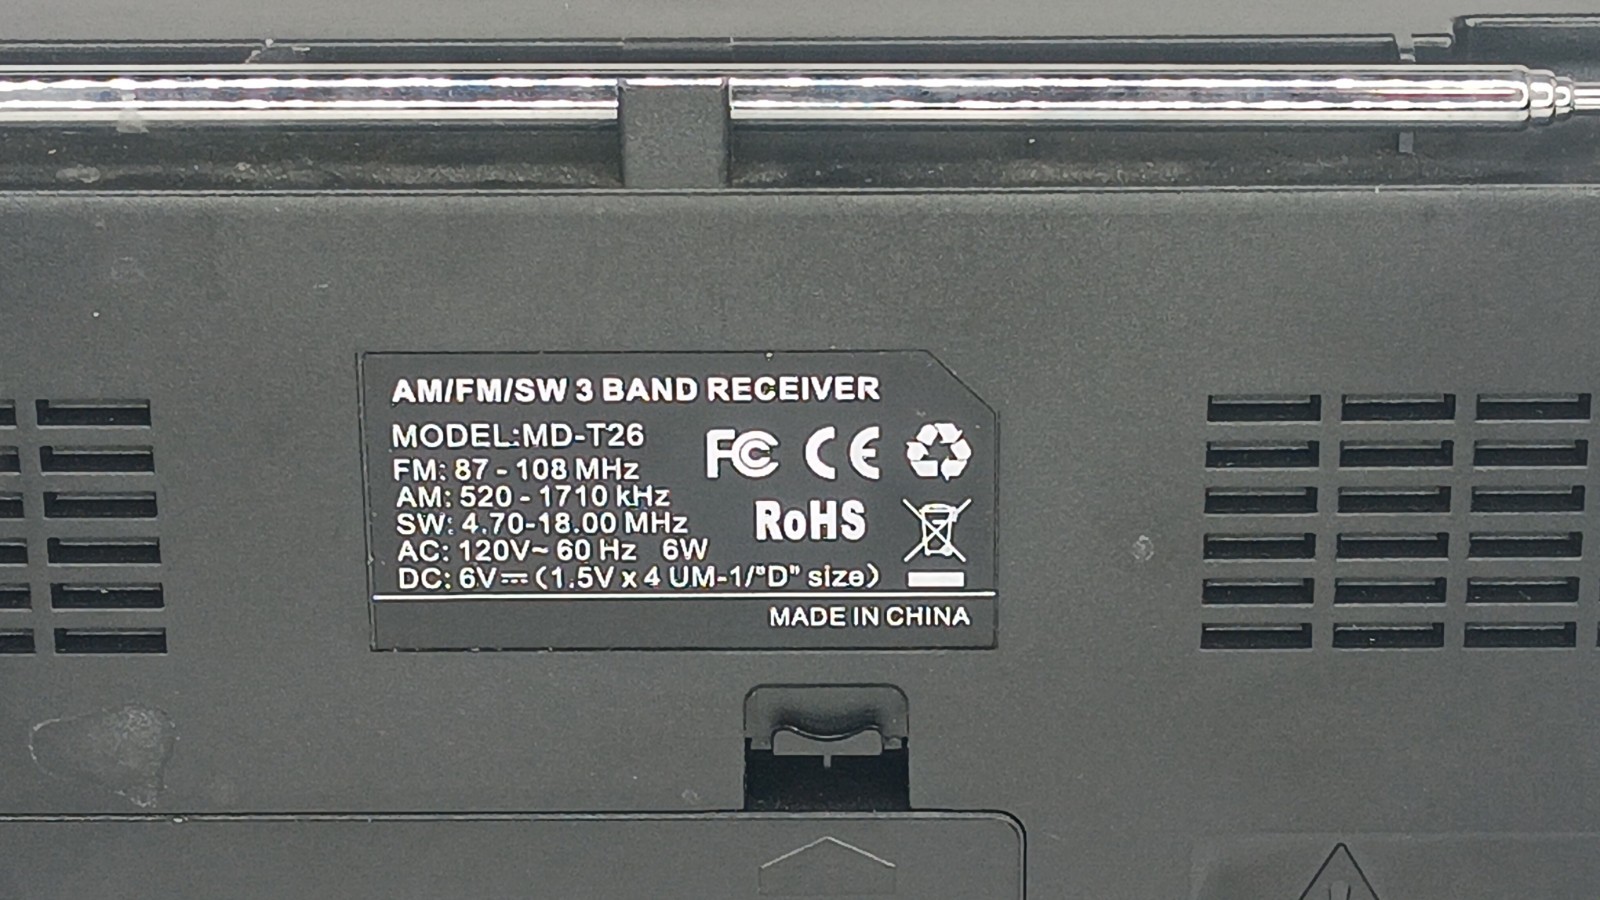 AM/FM/SW 3 BAND RECEIVER
MODEL:MD-T26
FM: 87 - 108 MHz
AM: 520 - 1710 kHz
SW: 4.70-18.00 MHz
AC: 120V~ 60 Hz 6W
DC: 6V⎓(1.5V x 4 UM-1/"D" size)
FC CE
RoHS
MADE IN CHINA